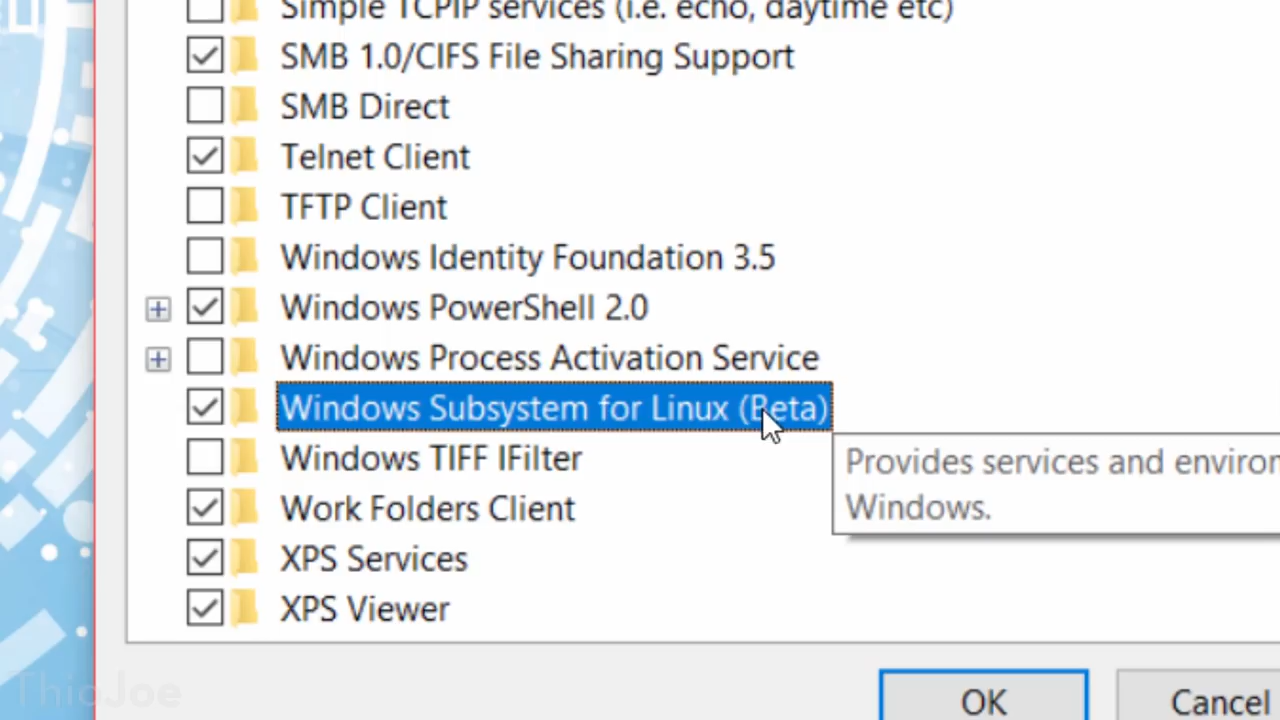 Simple TCPIP services (i.e. echo, daytime etc)
SMB 1.0/CIFS File Sharing Support
SMB Direct
Telnet Client
TFTP Client
Windows Identity Foundation 3.5
Windows PowerShell 2.0
Windows Process Activation Service
Windows Subsystem for Linux (Beta)
Provides services and environ
Windows.
Windows TIFF IFilter
Work Folders Client
XPS Services
XPS Viewer
OK
Cancel
ThioJoe